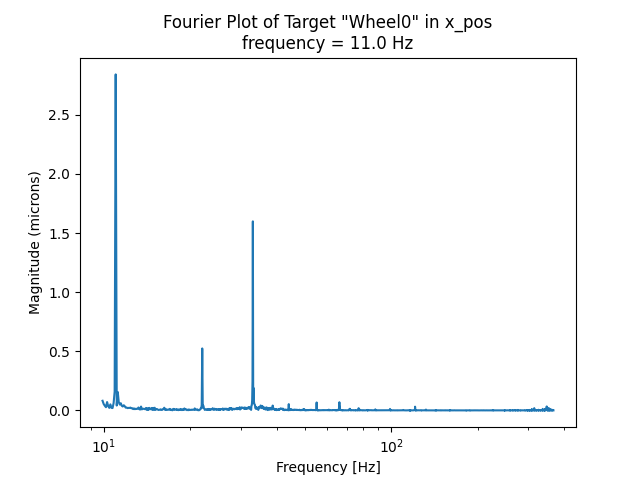 Fourier Plot of Target "Wheel0" in x_pos
frequency = 11.0 Hz
Magnitude (microns)
2.5
2.0
1.5
1.0
0.5
0.0
10¹ 10²
Frequency [Hz]